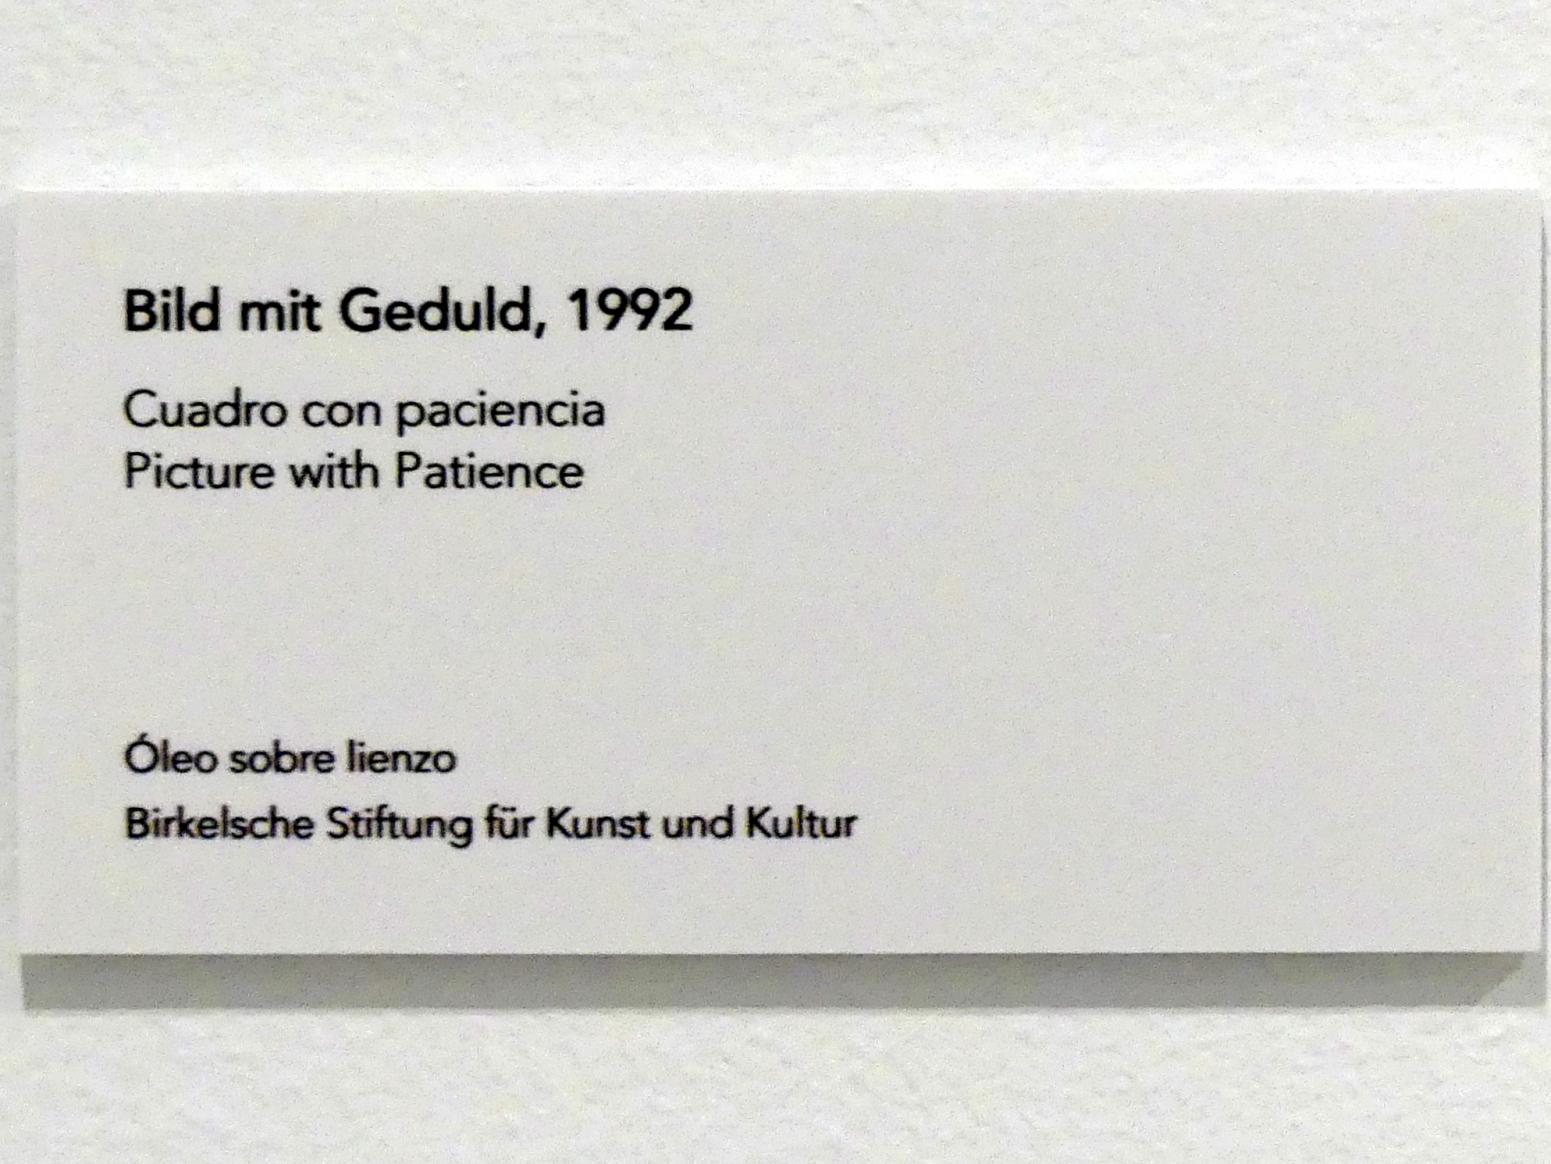 Bild mit Geduld, 1992
Cuadro con paciencia
Picture with Patience
Óleo sobre lienzo
Birkelsche Stiftung für Kunst und Kultur